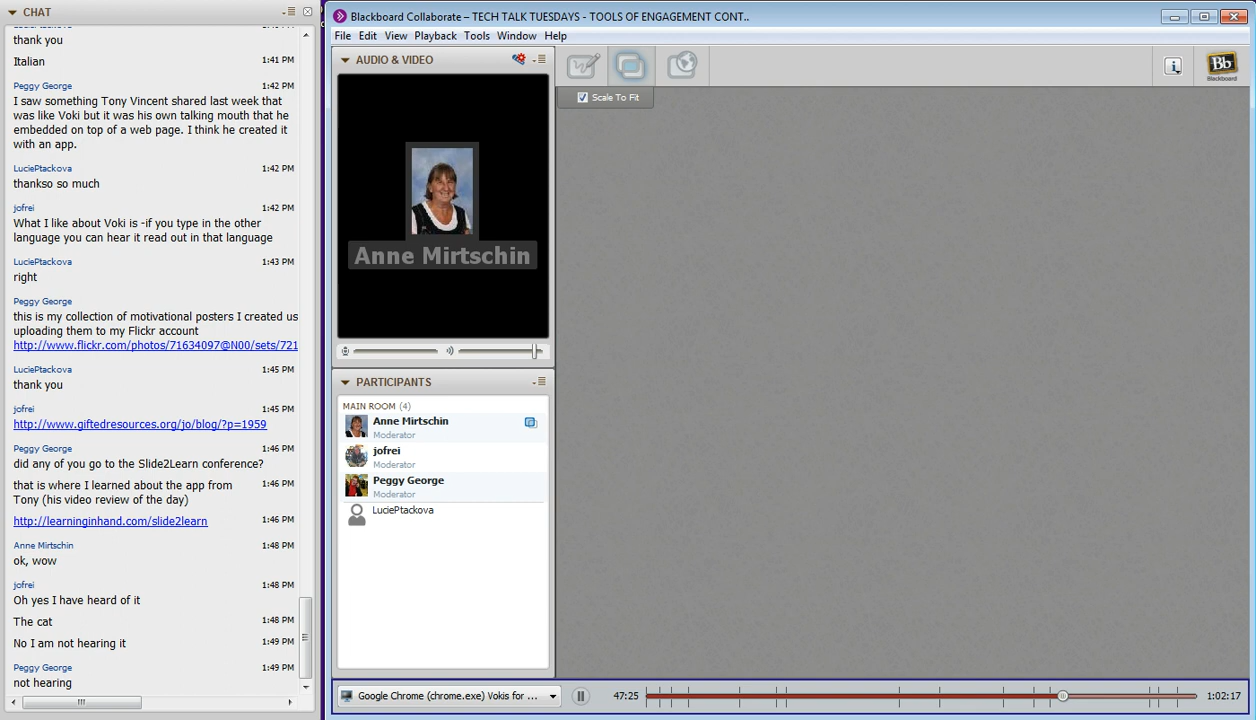 CHAT
thank you
Italian 1:41 PM
Peggy George 1:42 PM
I saw something Tony Vincent shared last week that
was like Voki but it was his own talking mouth that he
embedded on top of a web page. I think he created it
with an app.
LuciePtackova 1:42 PM
thankso so much
jofrei 1:42 PM
What I like about Voki is -if you type in the other
language you can hear it read out in that language
LuciePtackova 1:43 PM
right
Peggy George
this is my collection of motivational posters I created us
uploading them to my Flickr account
http://www.flickr.com/photos/71634097@N00/sets/721
LuciePtackova 1:45 PM
thank you
jofrei 1:45 PM
http://www.giftedresources.org/jo/blog/?p=1959
Peggy George 1:46 PM
did any of you go to the Slide2Learn conference?
that is where I learned about the app from 1:46 PM
Tony (his video review of the day)
http://learninginhand.com/slide2learn 1:46 PM
Anne Mirtschin 1:48 PM
ok, wow
jofrei 1:48 PM
Oh yes I have heard of it
The cat 1:48 PM
No I am not hearing it 1:49 PM
Peggy George 1:49 PM
not hearing
Blackboard Collaborate – TECH TALK TUESDAYS - TOOLS OF ENGAGEMENT CONT..
File Edit View Playback Tools Window Help
AUDIO & VIDEO
Anne Mirtschin
PARTICIPANTS
MAIN ROOM (4)
Anne Mirtschin
Moderator
jofrei
Moderator
Peggy George
Moderator
LuciePtackova
Scale To Fit
i
Bb
Blackboard
Google Chrome (chrome.exe) Vokis for ...
47:25
1:02:17